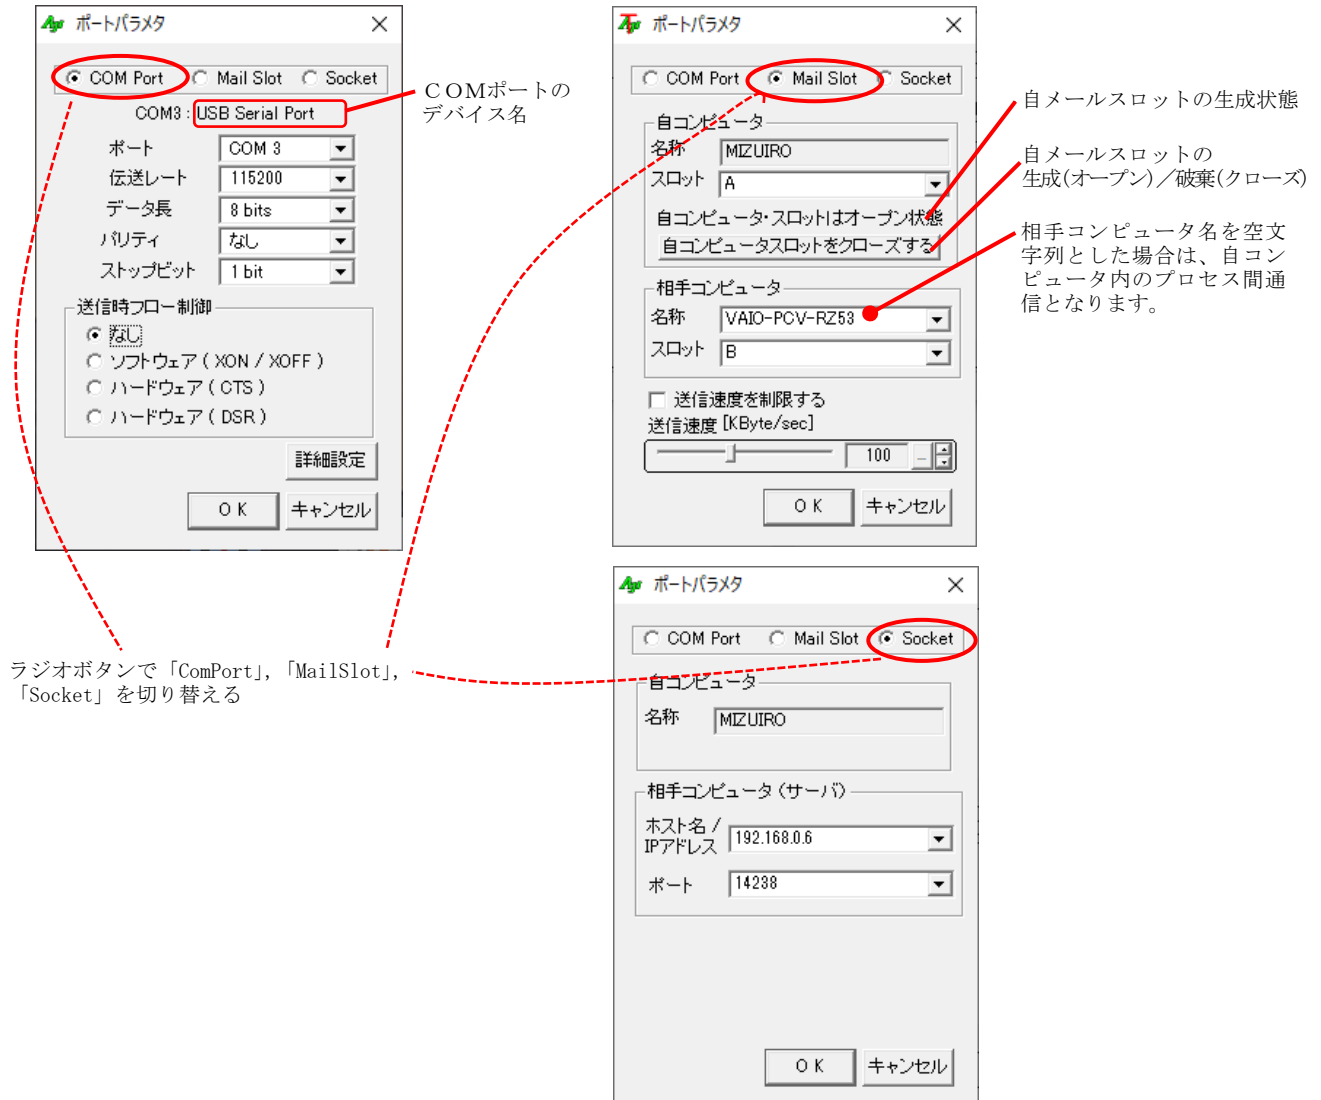 ポートパラメタ
COM Port Mail Slot Socket
COM3 : USB Serial Port
ポート COM 3
伝送レート 115200
データ長 8 bits
パリティ なし
ストップビット 1 bit
送信時フロー制御
なし
ソフトウェア ( XON / XOFF )
ハードウェア ( CTS )
ハードウェア ( DSR )
詳細設定
O K キャンセル
COMポートの
デバイス名
ポートパラメタ
COM Port Mail Slot Socket
自コンピュータ
名称 MIZUIRO
スロット A
自コンピュータ・スロットはオープン状態
自コンピュータスロットをクローズする
相手コンピュータ
名称 VAIO-PCV-RZ53
スロット B
送信速度を制限する
送信速度 [KByte/sec]
100
O K キャンセル
自メールスロットの生成状態
自メールスロットの
生成(オープン)／破棄(クローズ)
相手コンピュータ名を空文
字列とした場合は、自コン
ピュータ内のプロセス間通
信となります。
ラジオボタンで「ComPort」,「MailSlot」,
「Socket」を切り替える
ポートパラメタ
COM Port Mail Slot Socket
自コンピュータ
名称 MIZUIRO
相手コンピュータ (サーバ)
ホスト名 /
IPアドレス 192.168.0.6
ポート 14238
O K キャンセル